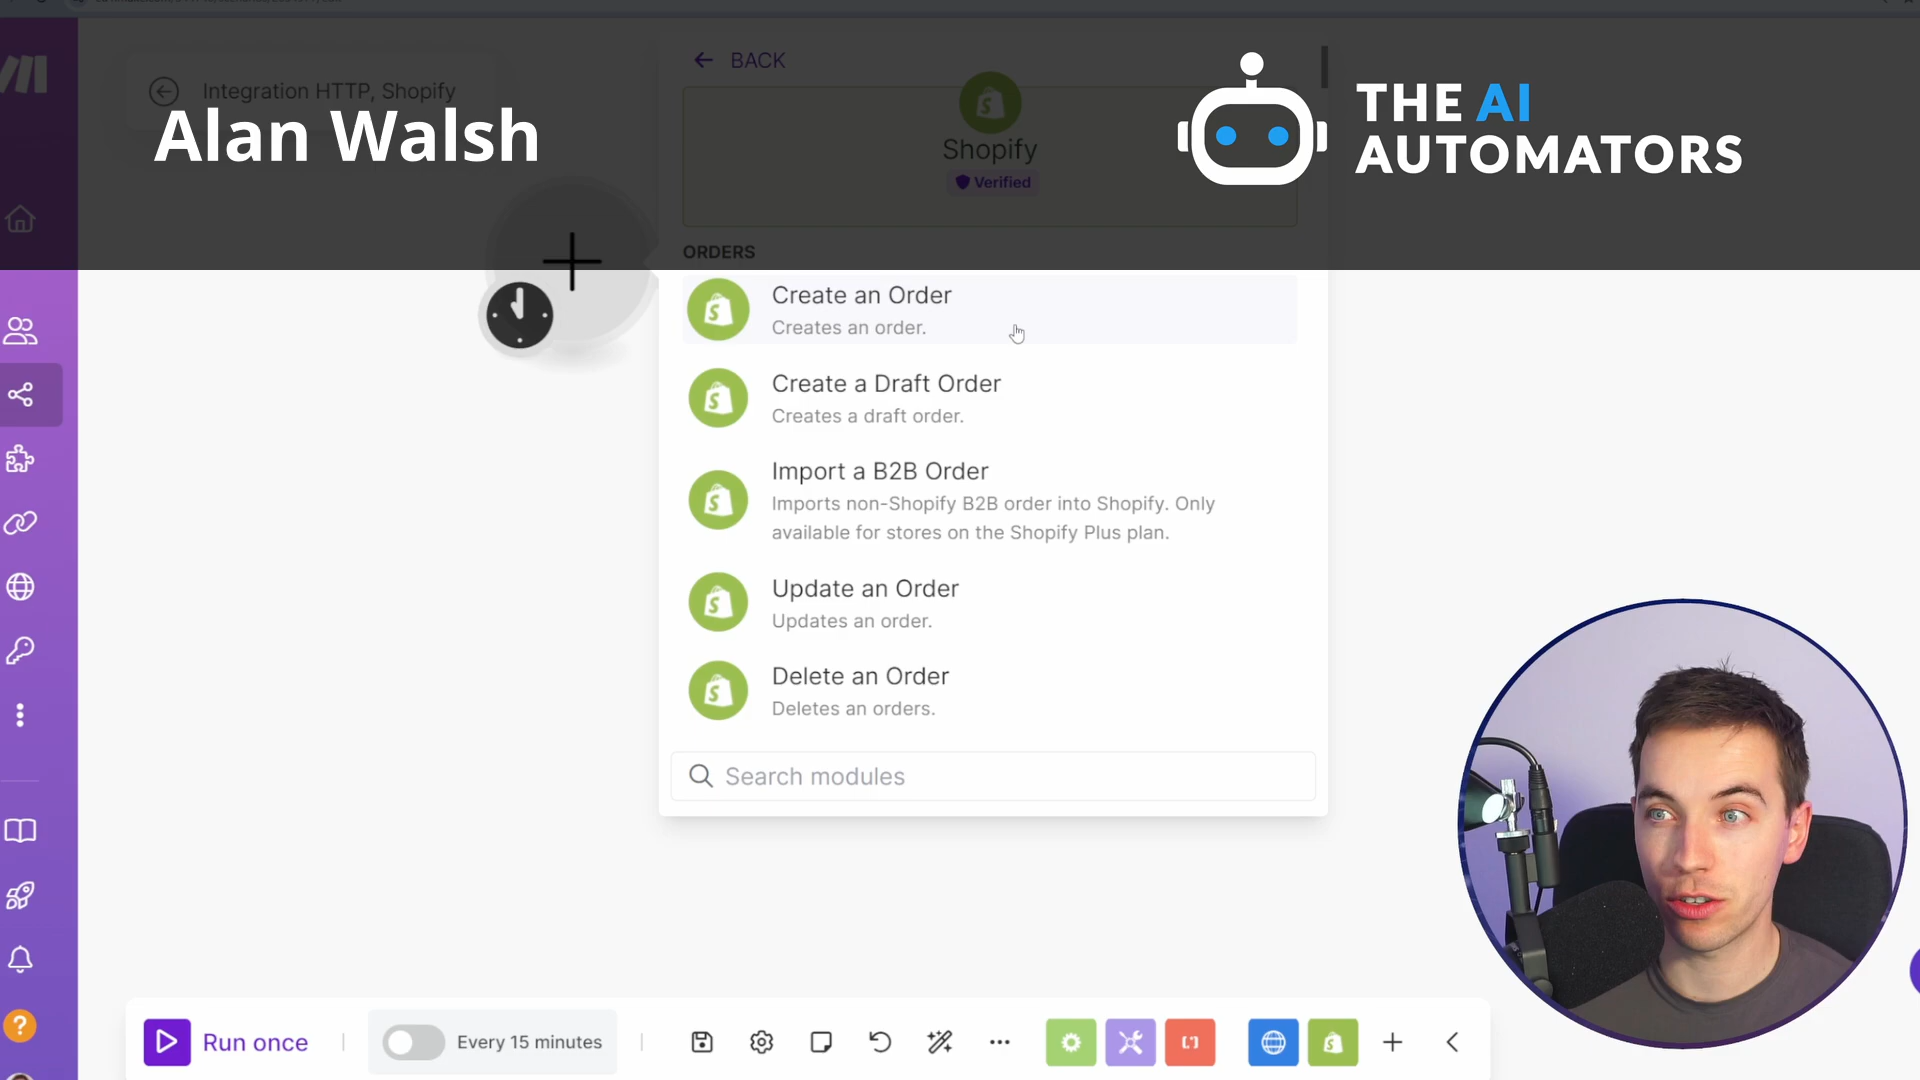 BACK
Integration HTTP, Shopify
Alan Walsh
THE AI
AUTOMATORS
Shopify
Verified
ORDERS
Create an Order
Creates an order.
Create a Draft Order
Creates a draft order.
Import a B2B Order
Imports non-Shopify B2B order into Shopify. Only
available for stores on the Shopify Plus plan.
Update an Order
Updates an order.
Delete an Order
Deletes an orders.
Search modules
Run once
Every 15 minutes